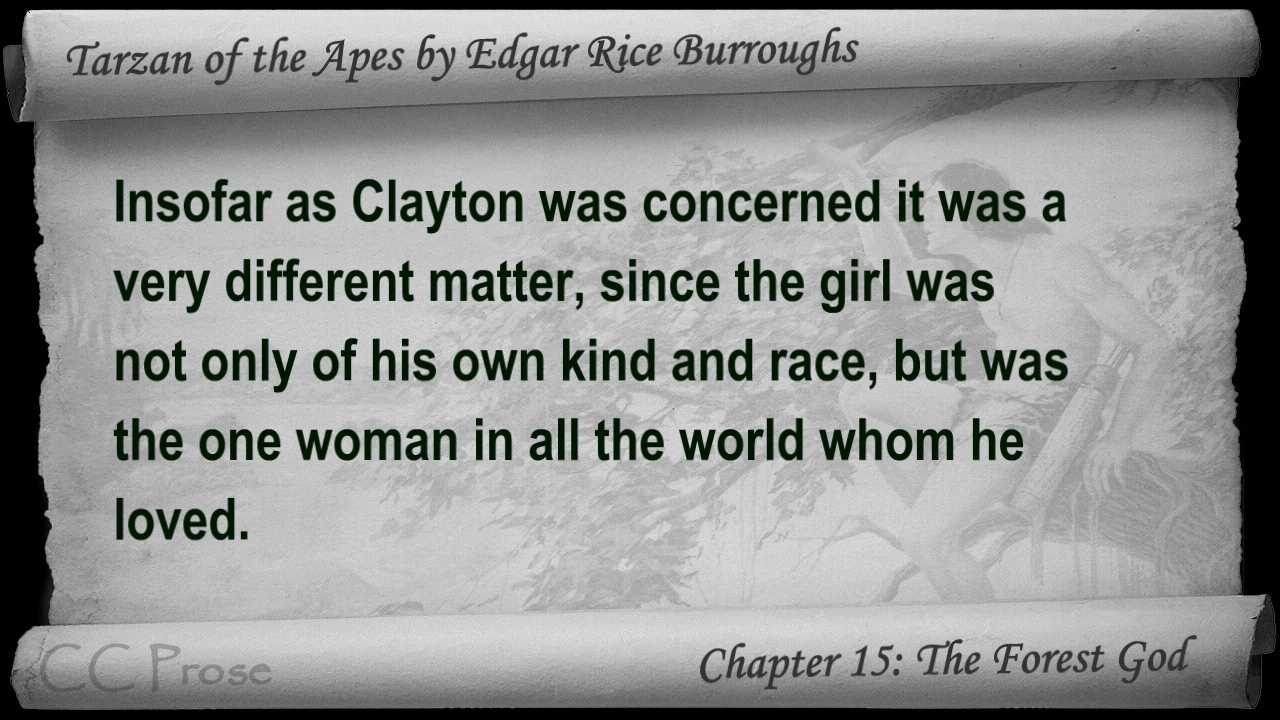 Tarzan of the Apes by Edgar Rice Burroughs
Insofar as Clayton was concerned it was a
very different matter, since the girl was
not only of his own kind and race, but was
the one woman in all the world whom he
loved.
CC Prose
Chapter 15: The Forest God